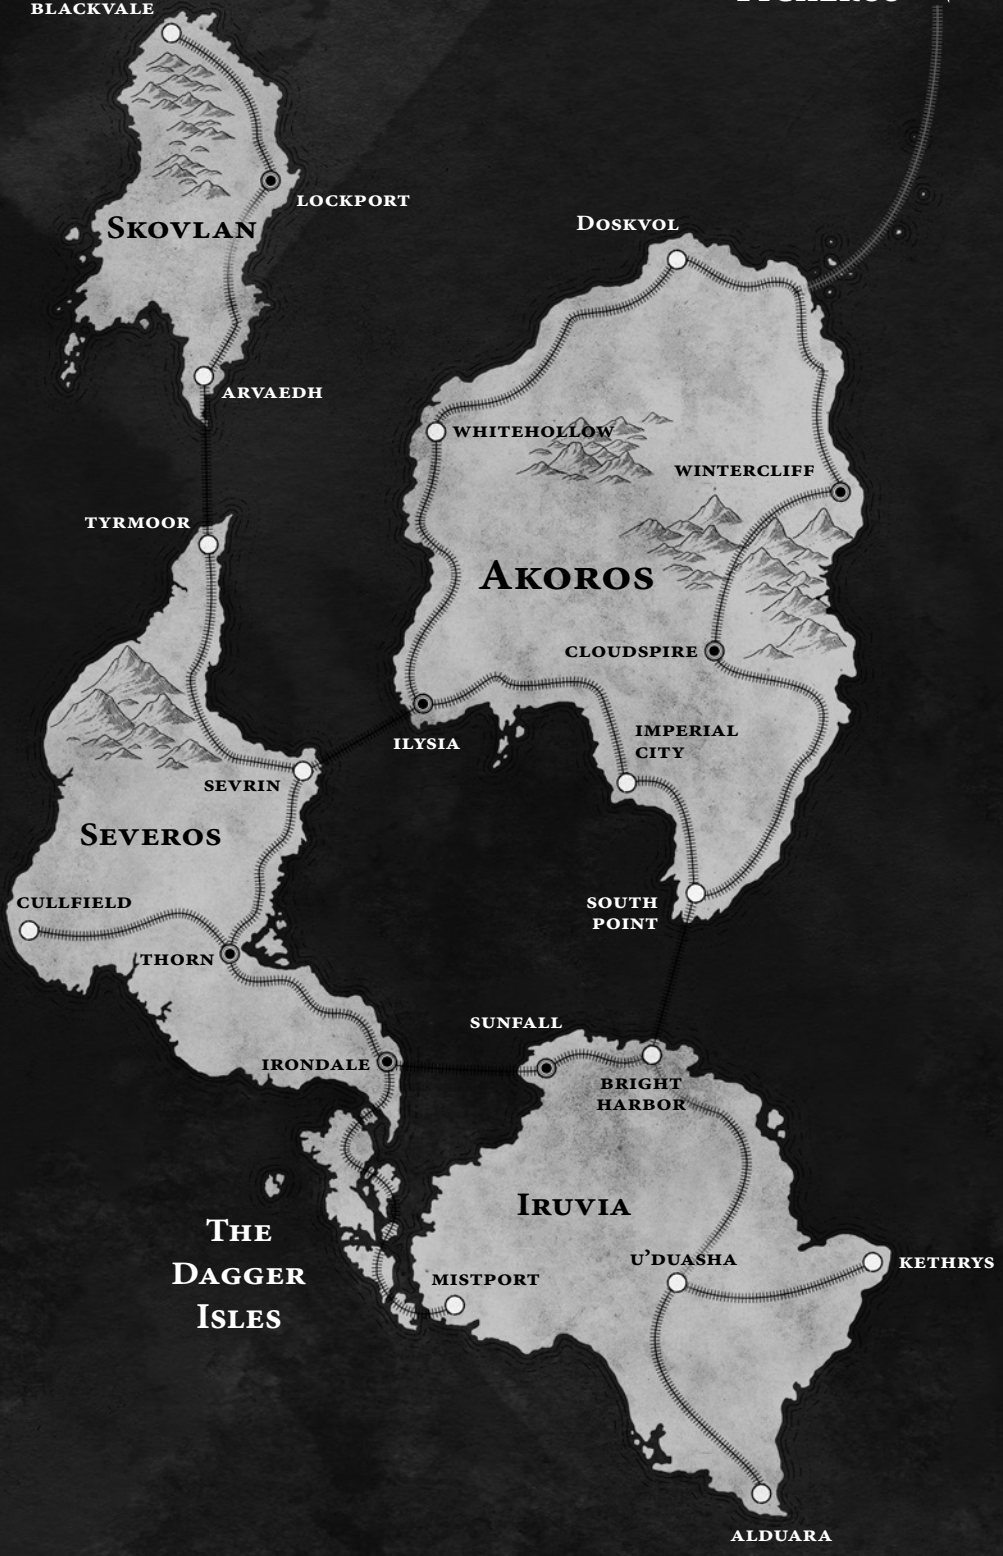 BLACKVALE
LOCKPORT
SKOVLAN
DOSKVOL
ARVAEDH
WHITEHOLLOW
WINTERCLIFF
TYRMOOR
AKOROS
CLOUDSPIRE
IMPERIAL
CITY
ILYSIA
SEVRIN
SEVEROS
CULLFIELD
SOUTH
POINT
THORN
SUNFALL
IRONDALE
BRIGHT
HARBOR
IRUVIA
THE
DAGGER
ISLES
U'DUASHA
KETHRYS
MISTPORT
ALDUARA